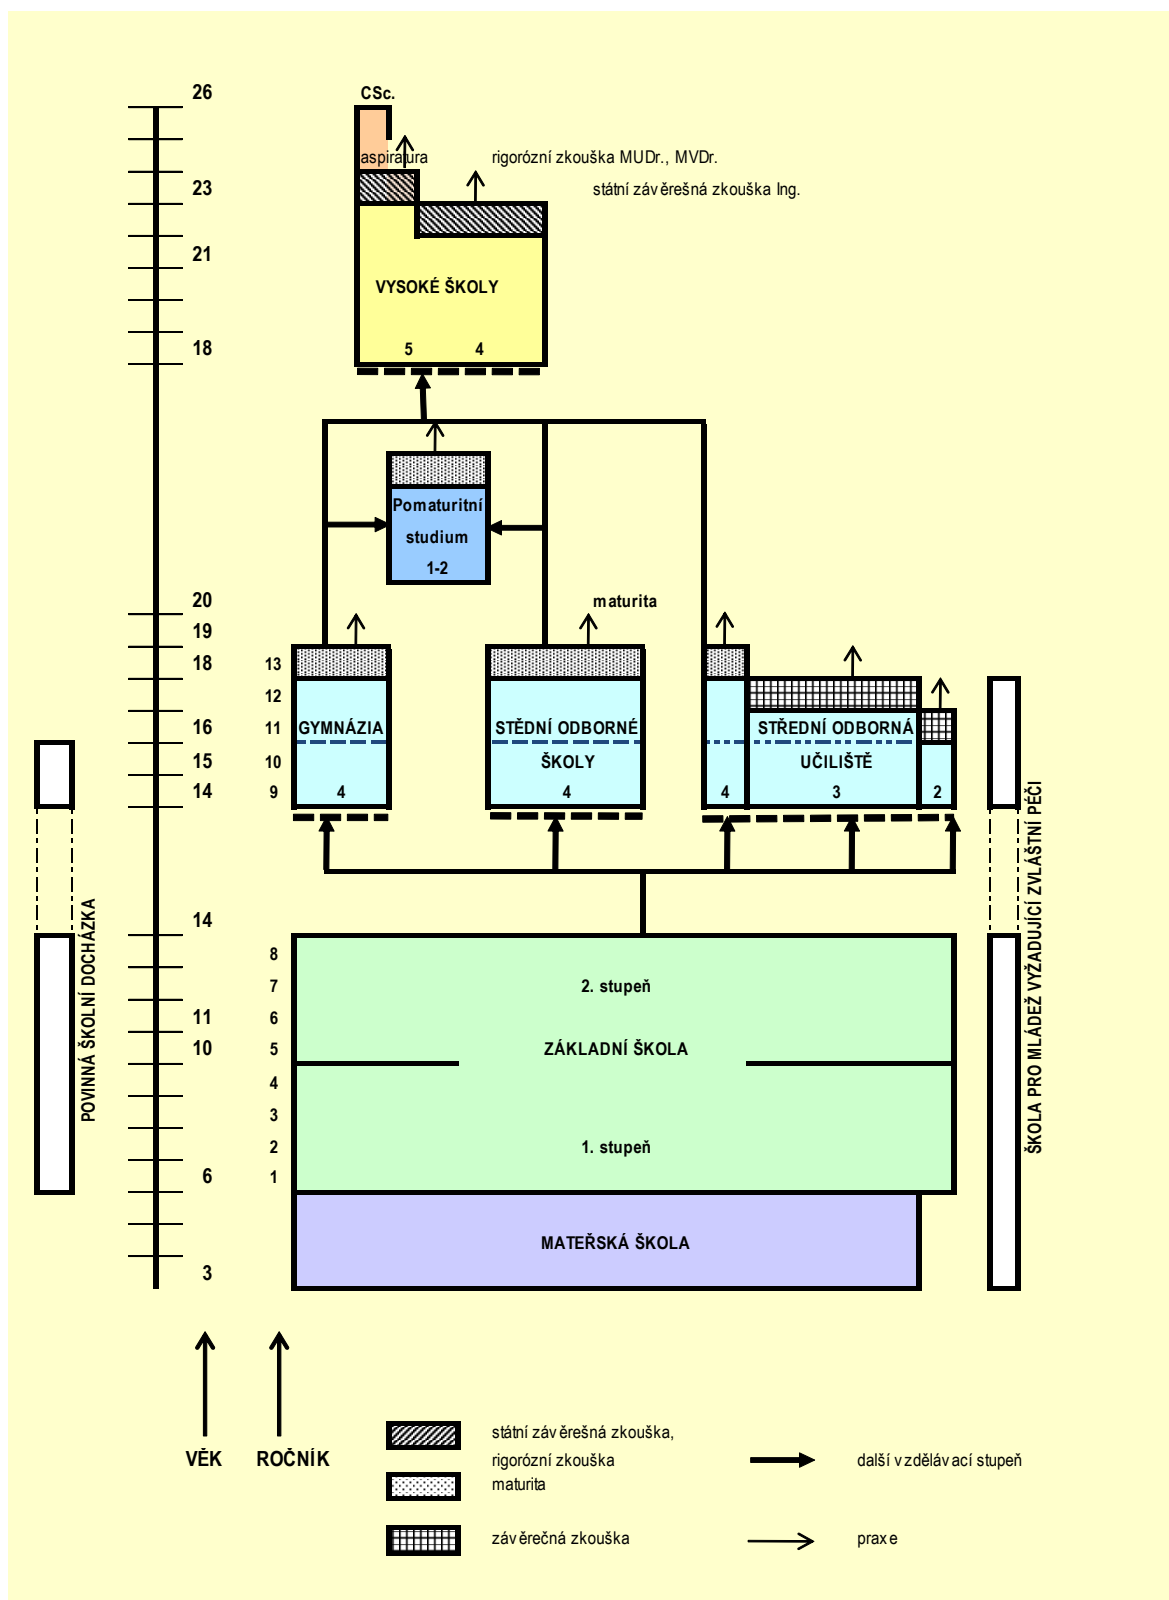 26
CSc.
aspiratura
rigorózní zkouška MUDr., MVDr.
23
státní závěrešná zkouška Ing.
21
VYSOKÉ ŠKOLY
18
5
4
Pomaturitní
studium
1-2
20
maturita
19
18
13
12
16
11
GYMNÁZIA
STĚDNÍ ODBORNÉ
STŘEDNÍ ODBORNÁ
15
10
ŠKOLY
UČILIŠTĚ
14
9
4
4
4
3
2
14
8
7
2. stupeň
11
6
10
5
ZÁKLADNÍ ŠKOLA
4
3
2
1. stupeň
6
1
MATEŘSKÁ ŠKOLA
3
POVINNÁ ŠKOLNÍ DOCHÁZKA
ŠKOLA PRO MLÁDEŽ VYŽADUJÍCÍ ZVLÁŠTNÍ PÉČI
VĚK
ROČNÍK
státní závěrešná zkouška,
rigorózní zkouška
maturita
závěrečná zkouška
další vzdělávací stupeň
praxe